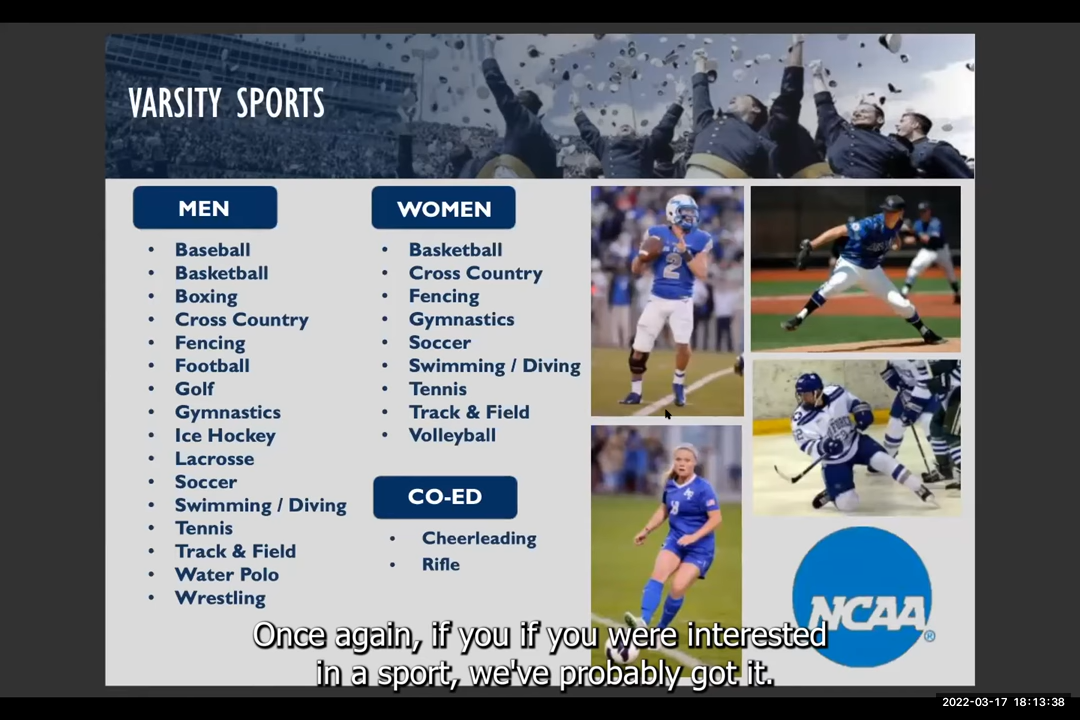 VARSITY SPORTS
MEN
• Baseball
• Basketball
• Boxing
• Cross Country
• Fencing
• Football
• Golf
• Gymnastics
• Ice Hockey
• Lacrosse
• Soccer
• Swimming / Diving
• Tennis
• Track & Field
• Water Polo
• Wrestling
WOMEN
• Basketball
• Cross Country
• Fencing
• Gymnastics
• Soccer
• Swimming / Diving
• Tennis
• Track & Field
• Volleyball
CO-ED
• Cheerleading
• Rifle
2
NCAA®
Once again, if you if you were interested
in a sport, we've probably got it.
2022-03-17 18:13:38